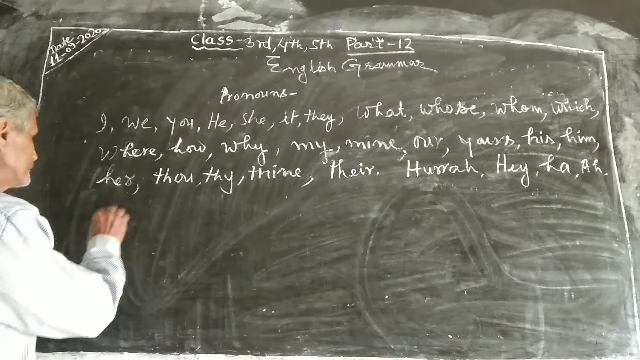 Date
11-09-2020
Class-3rd, 4th, 5th Part-12
English Grammar
Pronouns-
I, we, you, He, she, it, they, what, whose, whom, which,
Where, how, why, my, mine, our, yours, his, him,
her, thou, thy, thine, their. Hurrah, Hey, ha, Ah.